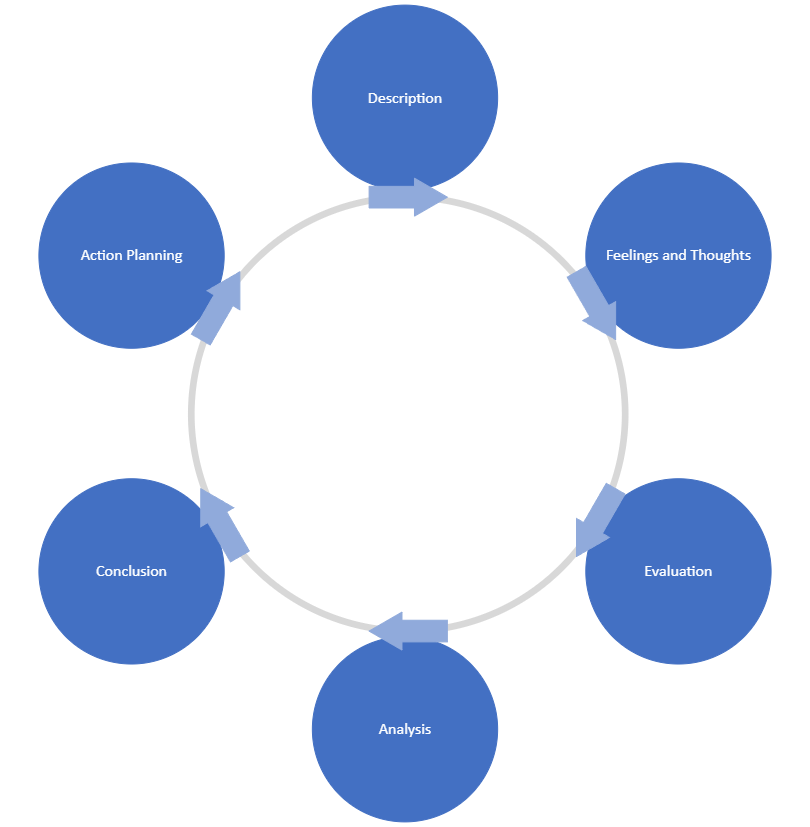 Description
Feelings and Thoughts
Evaluation
Analysis
Conclusion
Action Planning